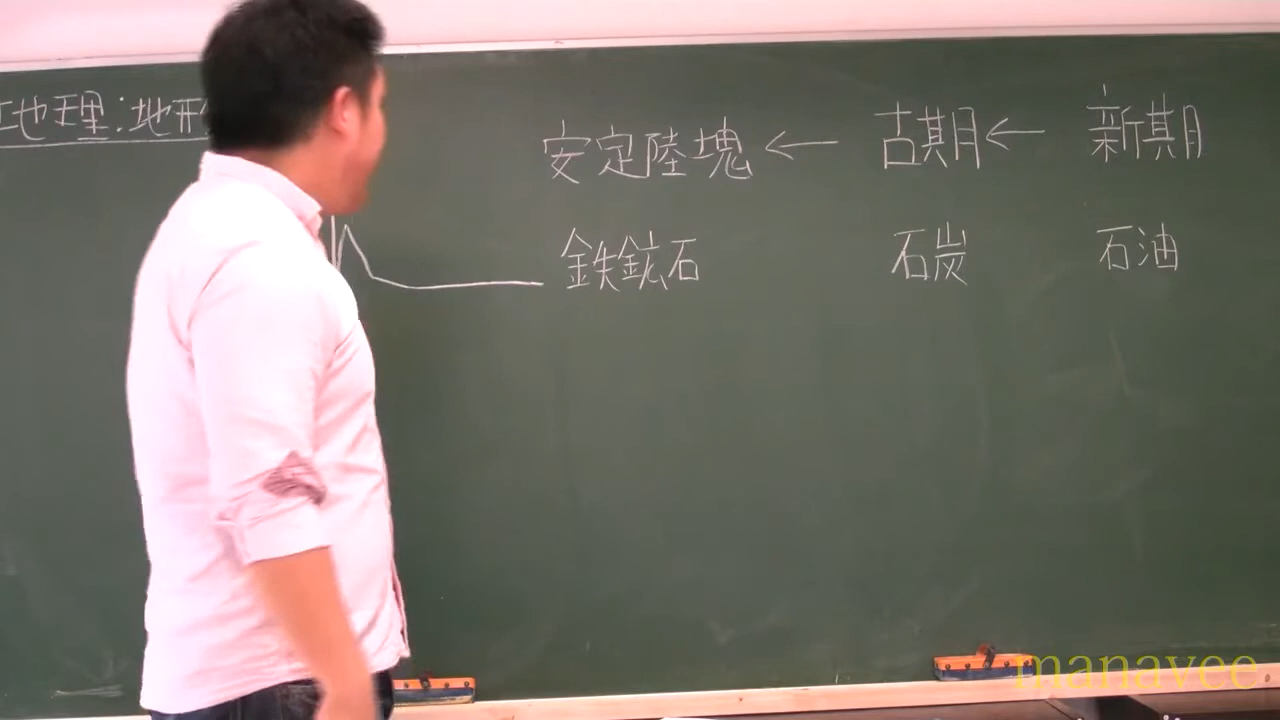 地理:地形
安定陸塊 ← 古期 ← 新期
鉄鉱石 石炭 石油
manavee